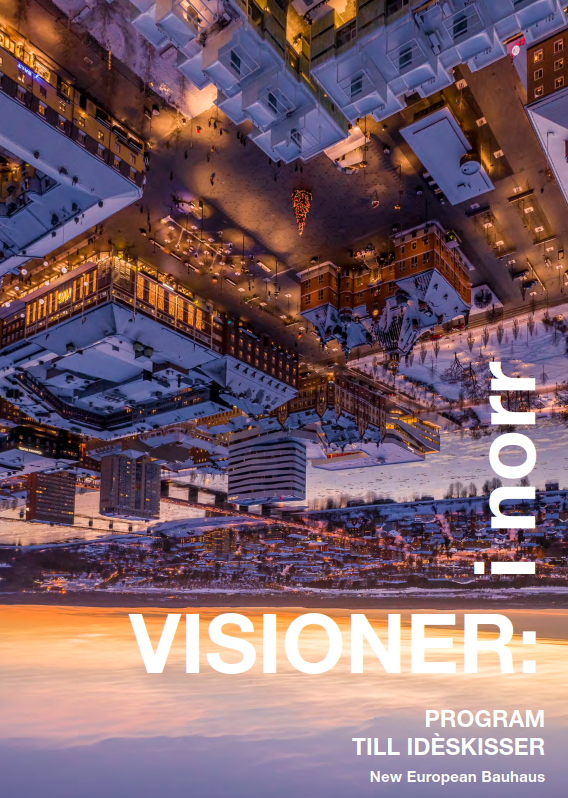 i norr
VISIONER:
PROGRAM
TILL IDÈSKISSER
New European Bauhaus